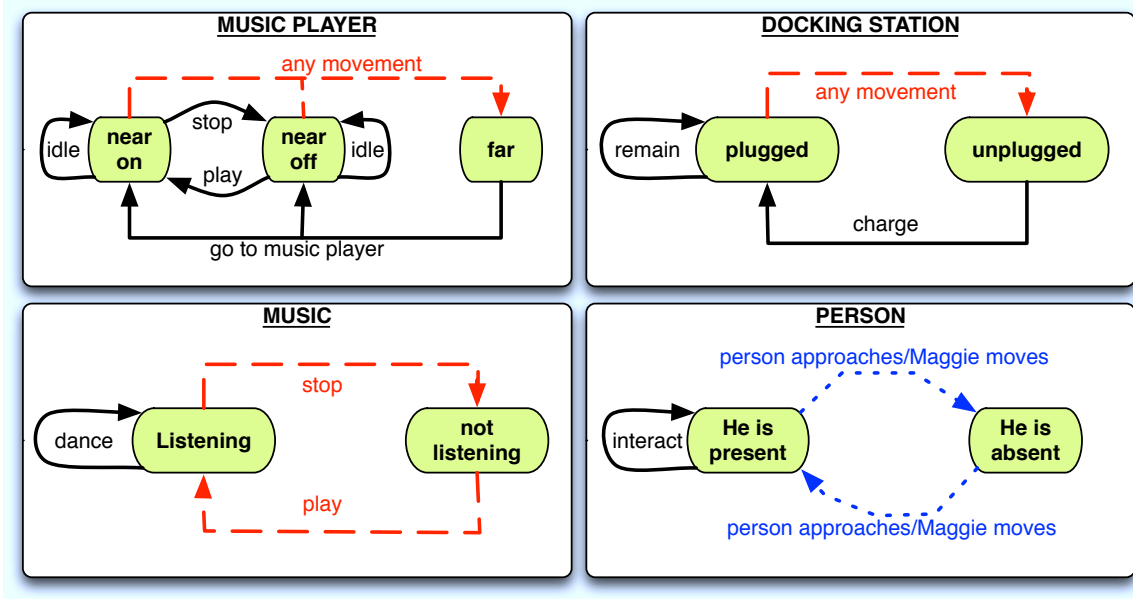 MUSIC PLAYER
any movement
stop
idle
near
on
near
off
idle
far
play
go to music player
DOCKING STATION
any movement
remain
plugged
unplugged
charge
MUSIC
stop
dance
Listening
not
listening
play
PERSON
person approaches/Maggie moves
interact
He is
present
He is
absent
person approaches/Maggie moves